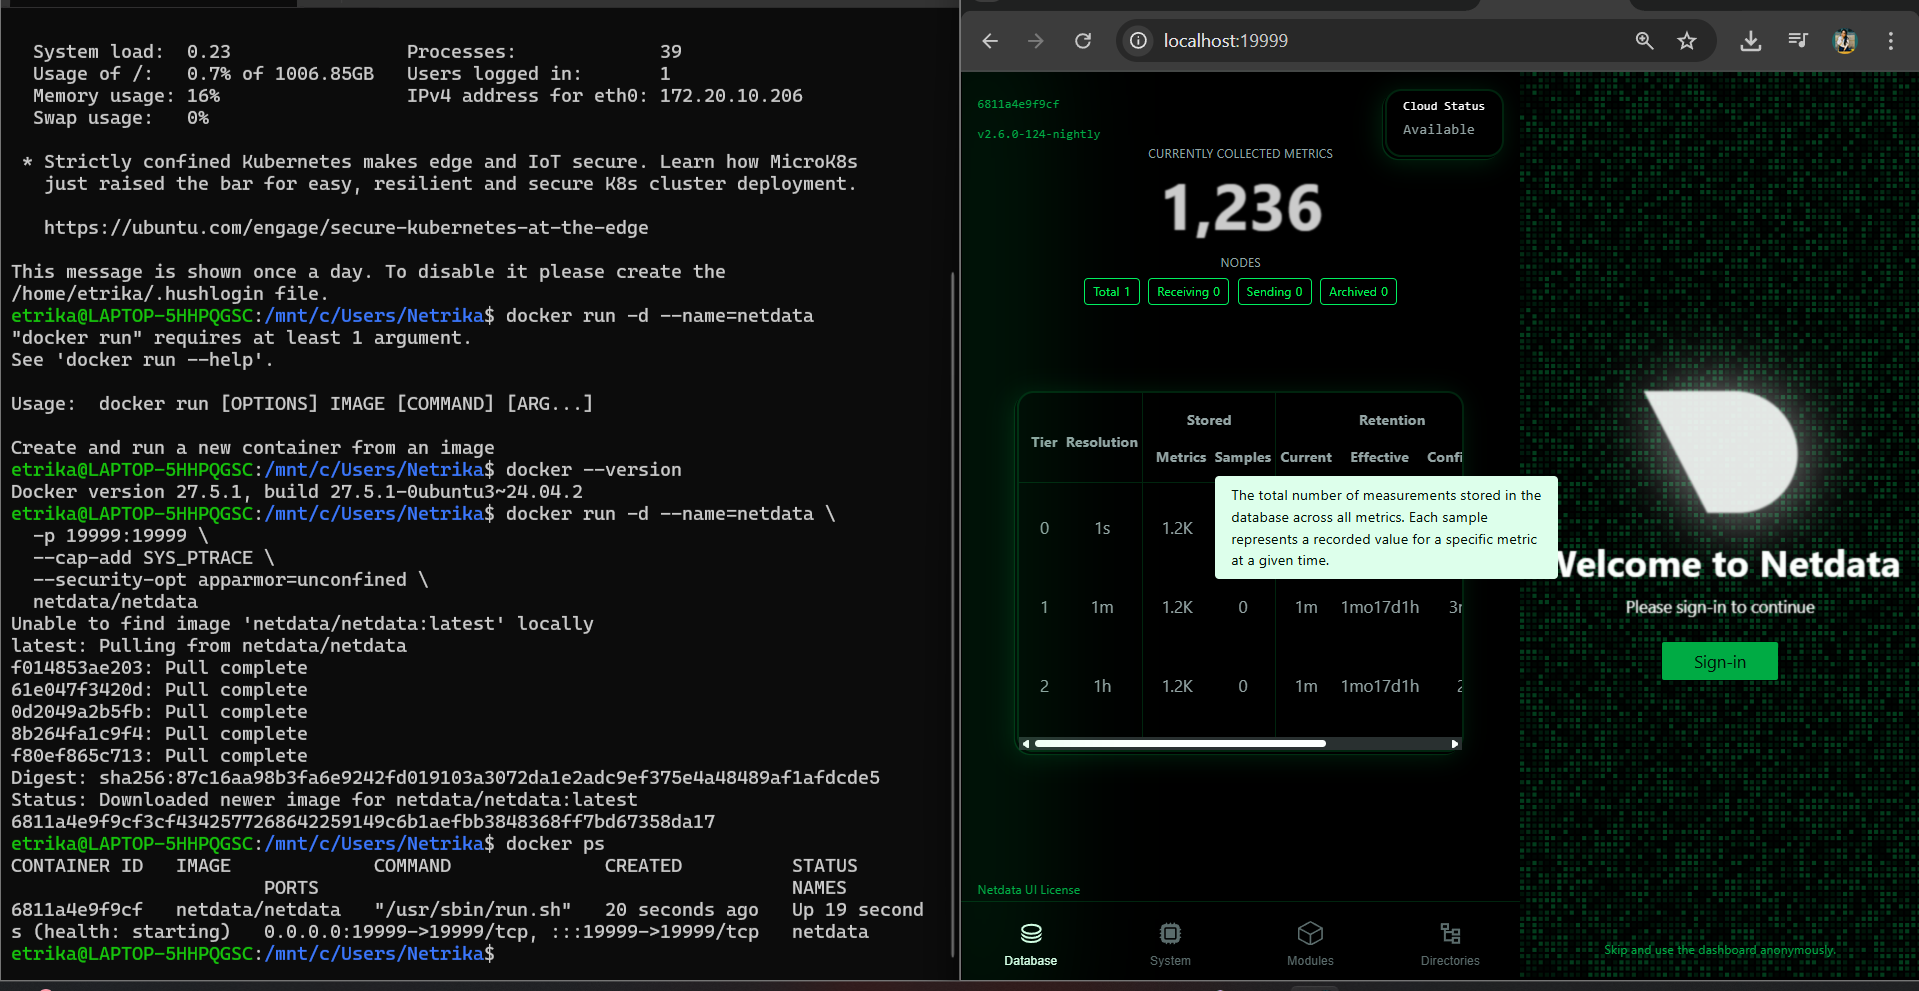 System load:  0.23                Processes:             39
Usage of /:   0.7% of 1006.85GB   Users logged in:       1
Memory usage: 16%                 IPv4 address for eth0: 172.20.10.206
Swap usage:   0%
* Strictly confined Kubernetes makes edge and IoT secure. Learn how MicroK8s
just raised the bar for easy, resilient and secure K8s cluster deployment.
https://ubuntu.com/engage/secure-kubernetes-at-the-edge
This message is shown once a day. To disable it please create the
/home/etrika/.hushlogin file.
etrika@LAPTOP-5HHPQGSC:/mnt/c/Users/Netrika$ docker run -d --name=netdata
"docker run" requires at least 1 argument.
See 'docker run --help'.
Usage:  docker run [OPTIONS] IMAGE [COMMAND] [ARG...]
Create and run a new container from an image
etrika@LAPTOP-5HHPQGSC:/mnt/c/Users/Netrika$ docker --version
Docker version 27.5.1, build 27.5.1-0ubuntu3~24.04.2
etrika@LAPTOP-5HHPQGSC:/mnt/c/Users/Netrika$ docker run -d --name=netdata \
-p 19999:19999 \
--cap-add SYS_PTRACE \
--security-opt apparmor=unconfined \
netdata/netdata
Unable to find image 'netdata/netdata:latest' locally
latest: Pulling from netdata/netdata
f014853ae203: Pull complete
61e047f3420d: Pull complete
0d2049a2b5fb: Pull complete
8b264fa1c9f4: Pull complete
f80ef865c713: Pull complete
Digest: sha256:87c16aa98b3fa6e9242fd019103a3072da1e2adc9ef375e4a48489af1afdcde5
Status: Downloaded newer image for netdata/netdata:latest
6811a4e9f9cf3cf4342577268642259149c6b1aefbb3848368ff7bd67358da17
etrika@LAPTOP-5HHPQGSC:/mnt/c/Users/Netrika$ docker ps
CONTAINER ID   IMAGE             COMMAND               CREATED          STATUS
PORTS                                           NAMES
6811a4e9f9cf   netdata/netdata   "/usr/sbin/run.sh"   20 seconds ago   Up 19 second
s (health: starting)   0.0.0.0:19999->19999/tcp, :::19999->19999/tcp   netdata
etrika@LAPTOP-5HHPQGSC:/mnt/c/Users/Netrika$
localhost:19999
6811a4e9f9cf
v2.6.0-124-nightly
Cloud Status
Available
CURRENTLY COLLECTED METRICS
1,236
NODES
Total 1 Receiving 0 Sending 0 Archived 0
Stored Retention
Tier Resolution
Metrics Samples Current Effective Confi
The total number of measurements stored in the
database across all metrics. Each sample
represents a recorded value for a specific metric
at a given time.
0 1s 1.2K
1 1m 1.2K 0 1m 1mo17d1h 3
2 1h 1.2K 0 1m 1mo17d1h 2
Netdata UI License
Database System Modules Directories
Welcome to Netdata
Please sign-in to continue
Sign-in
Skip and use the dashboard anonymously.